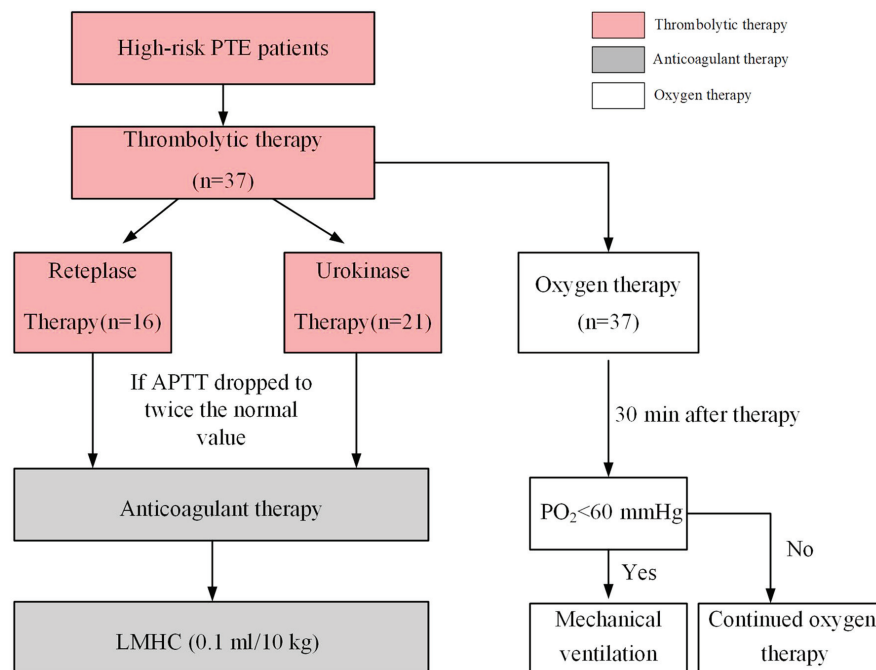 High-risk PTE patients
Thrombolytic therapy
Anticoagulant therapy
Oxygen therapy
Thrombolytic therapy
(n=37)
Reteplase
Therapy(n=16)
Urokinase
Therapy(n=21)
Oxygen therapy
(n=37)
If APTT dropped to
twice the normal
value
30 min after therapy
Anticoagulant therapy
PO₂<60 mmHg
No
Yes
LMHC (0.1 ml/10 kg)
Mechanical
ventilation
Continued oxygen
therapy